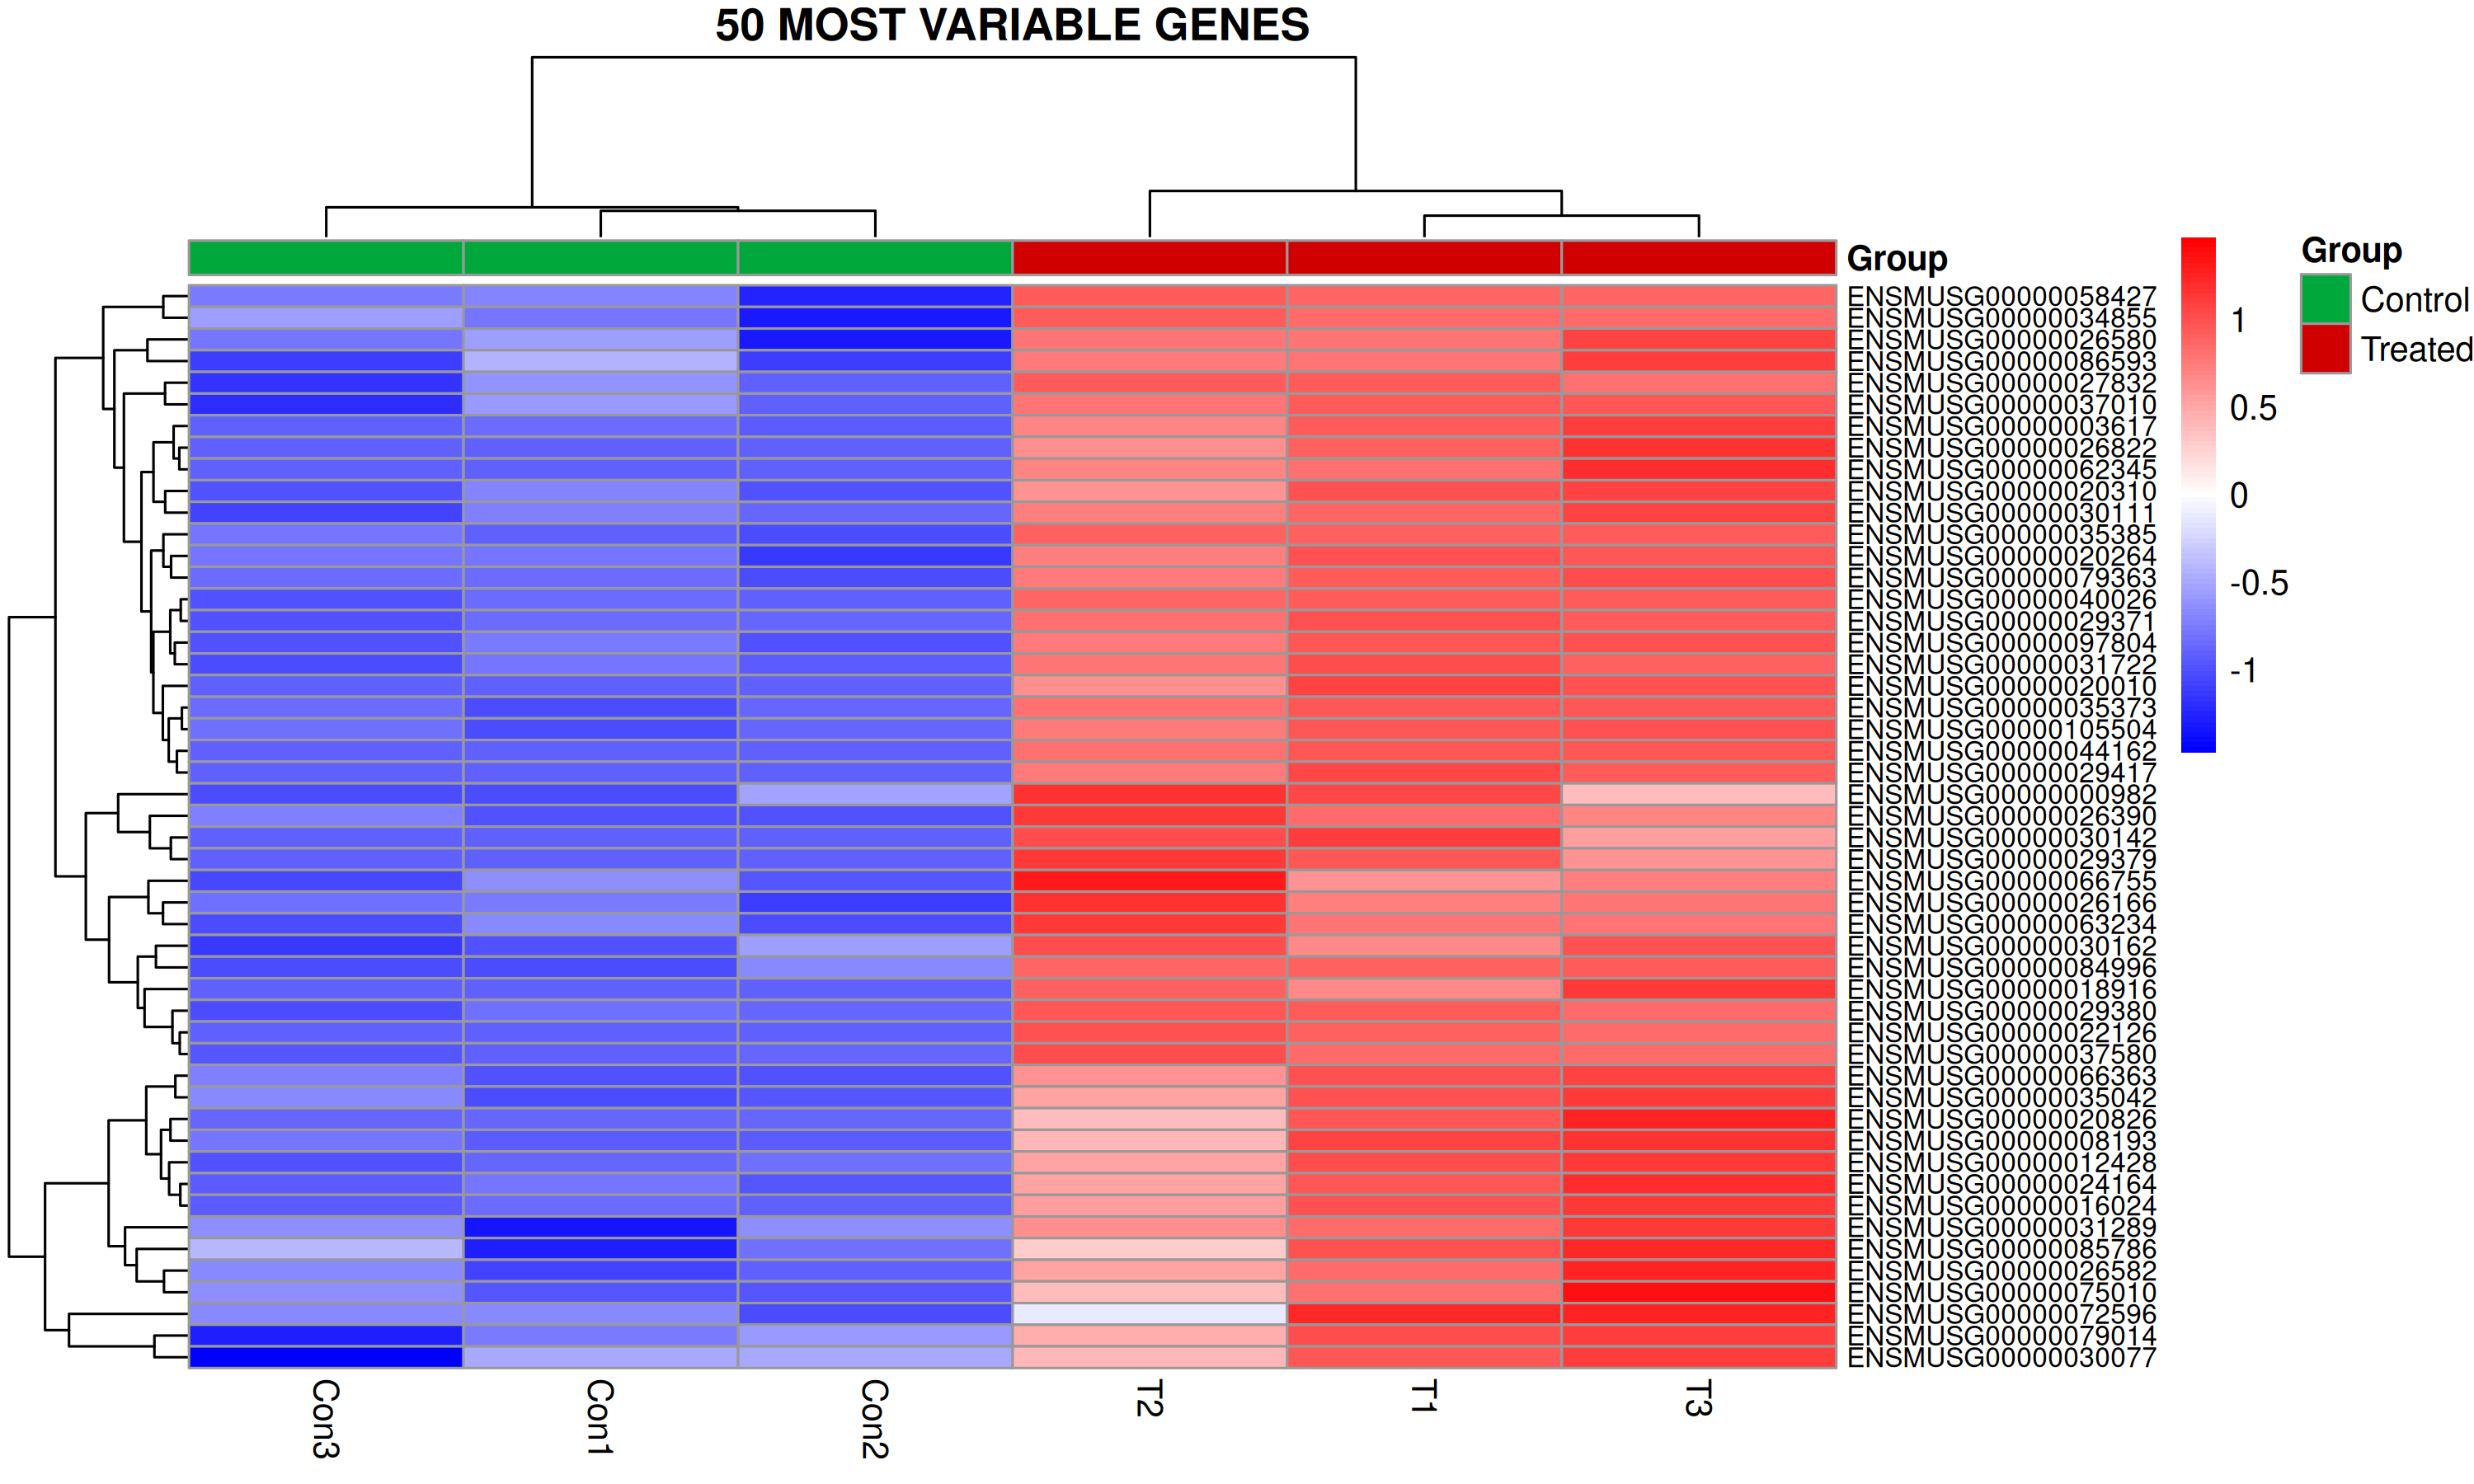 50 MOST VARIABLE GENES
Group
ENSMUSG00000058427
ENSMUSG00000034855
ENSMUSG00000026580
ENSMUSG00000086593
ENSMUSG00000027832
ENSMUSG00000037010
ENSMUSG00000003617
ENSMUSG00000026822
ENSMUSG00000062345
ENSMUSG00000020310
ENSMUSG00000030111
ENSMUSG00000035385
ENSMUSG00000020264
ENSMUSG00000079363
ENSMUSG00000040026
ENSMUSG00000029371
ENSMUSG00000097804
ENSMUSG00000031722
ENSMUSG00000020010
ENSMUSG00000035373
ENSMUSG00000105504
ENSMUSG00000044162
ENSMUSG00000029417
ENSMUSG00000000982
ENSMUSG00000026390
ENSMUSG00000030142
ENSMUSG00000029379
ENSMUSG00000066755
ENSMUSG00000026166
ENSMUSG00000063234
ENSMUSG00000030162
ENSMUSG00000084996
ENSMUSG00000018916
ENSMUSG00000029380
ENSMUSG00000022126
ENSMUSG00000037580
ENSMUSG00000066363
ENSMUSG00000035042
ENSMUSG00000020826
ENSMUSG00000008193
ENSMUSG00000012428
ENSMUSG00000024164
ENSMUSG00000016024
ENSMUSG00000031289
ENSMUSG00000085786
ENSMUSG00000026582
ENSMUSG00000075010
ENSMUSG00000072596
ENSMUSG00000079014
ENSMUSG00000030077
Con3
Con1
Con2
T2
T1
T3
1
0.5
0
-0.5
-1
Group
Control
Treated